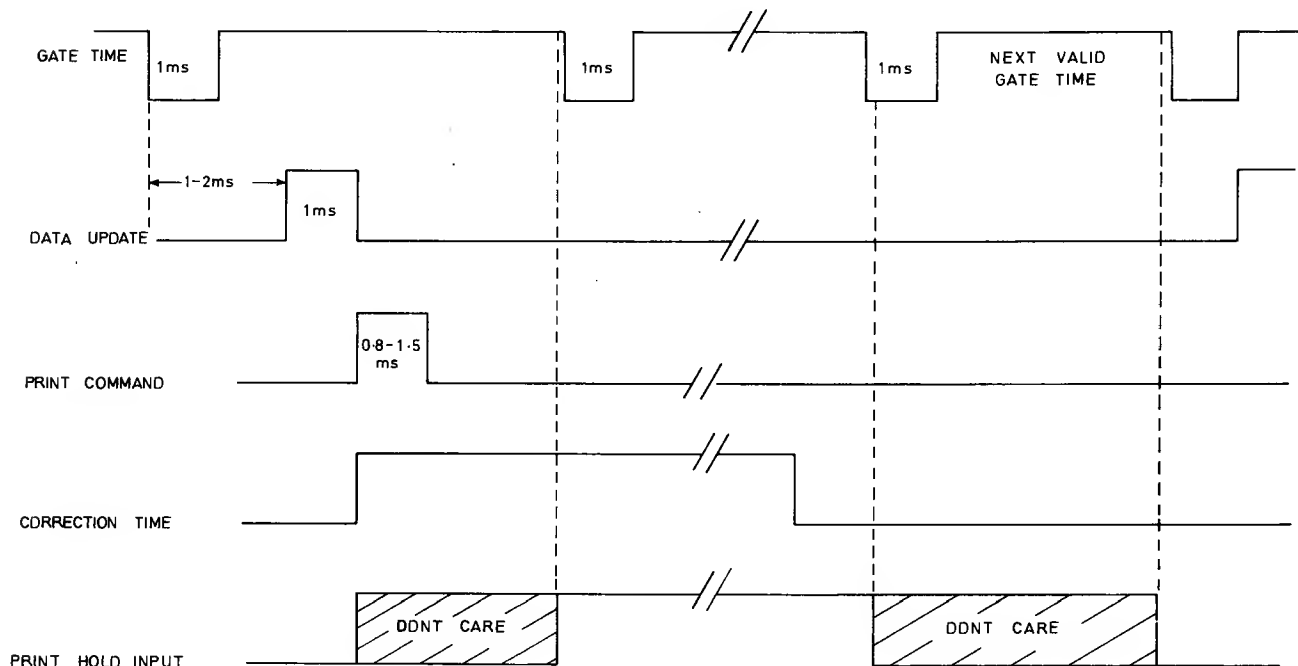 GATE TIME
1ms
1ms
1ms
NEXT VALID
GATE TIME
1-2ms
1ms
DATA UPDATE
0·8-1·5
ms
PRINT COMMAND
CORRECTION TIME
DONT CARE
DONT CARE
PRINT HOLD INPUT